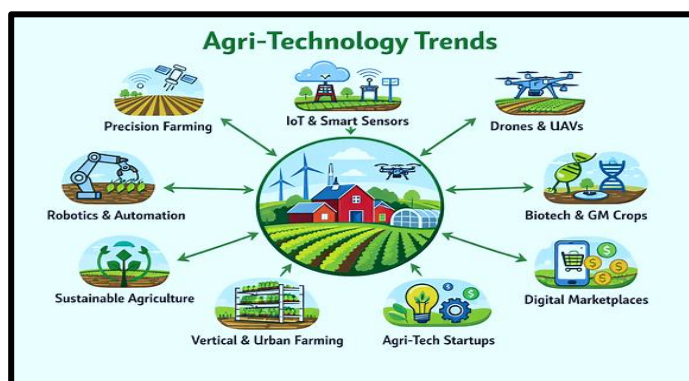 Agri-Technology Trends
Precision Farming
IoT & Smart Sensors
Drones & UAVs
Robotics & Automation
Biotech & GM Crops
Sustainable Agriculture
Digital Marketplaces
Vertical & Urban Farming
Agri-Tech Startups